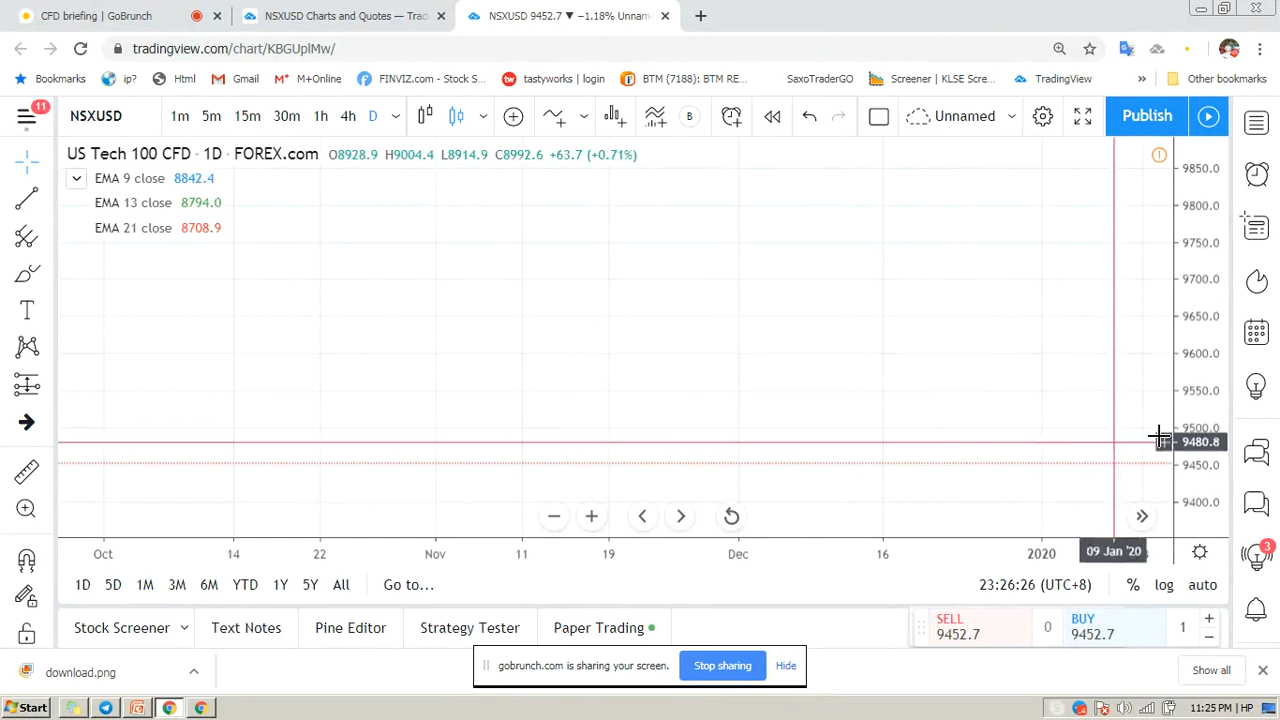 CFD briefing | GoBrunch
NSXUSD Charts and Quotes — Tradi
NSXUSD 9452.7 ▼ −1.18% Unnam
tradingview.com/chart/KBGUplMw/
Bookmarks
ip?
Html
Gmail
M+Online
FINVIZ.com - Stock S...
tastyworks | login
BTM (7188): BTM RE...
SaxoTraderGO
Screener | KLSE Scre...
TradingView
»
Other bookmarks
11
NSXUSD
1m 5m 15m 30m 1h 4h D
B
Unnamed
Publish
US Tech 100 CFD · 1D · FOREX.com
O8928.9 H9004.4 L8914.9 C8992.6 +63.7 (+0.71%)
EMA 9 close 8842.4
EMA 13 close 8794.0
EMA 21 close 8708.9
9850.0
9800.0
9750.0
9700.0
9650.0
9600.0
9550.0
9500.0
9480.8
9450.0
9400.0
Oct 14 22 Nov 11 19 Dec 16 2020 09 Jan '20
1D 5D 1M 3M 6M YTD 1Y 5Y All Go to...
23:26:26 (UTC+8) % log auto
3
Stock Screener
Text Notes
Pine Editor
Strategy Tester
Paper Trading
SELL
9452.7
0
BUY
9452.7
1
download.png
gobrunch.com is sharing your screen.
Stop sharing
Hide
Show all
Start
11:25 PM | HP